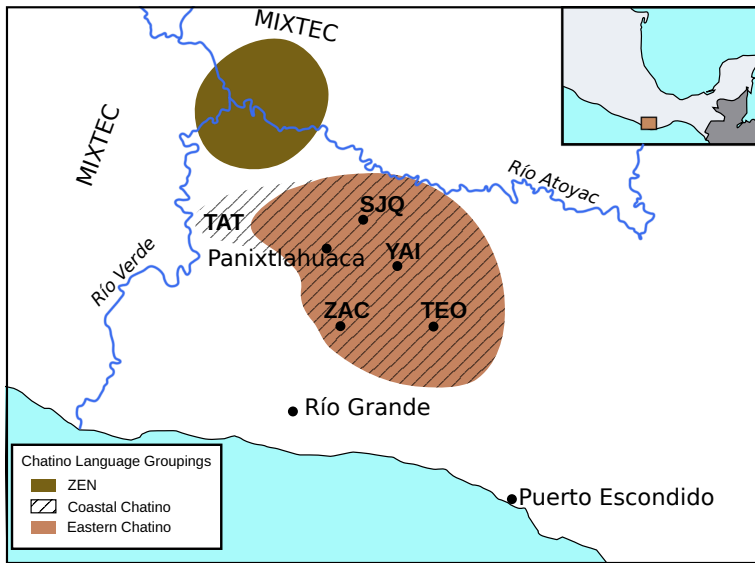 MIXTEC
MIXTEC
Río Atoyac
SJQ
TAT
Panixtlahuaca
YAI
Río Verde
ZAC
TEO
Río Grande
Chatino Language Groupings
ZEN
Coastal Chatino
Eastern Chatino
Puerto Escondido